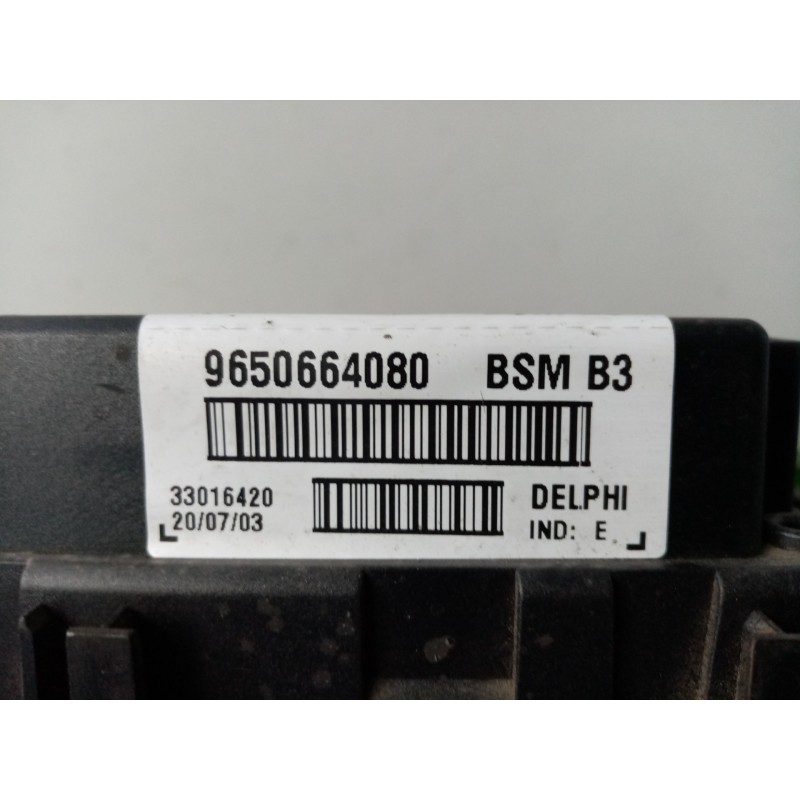 9650664080 BSM B3
33016420 DELPHI
20/07/03 IND: E